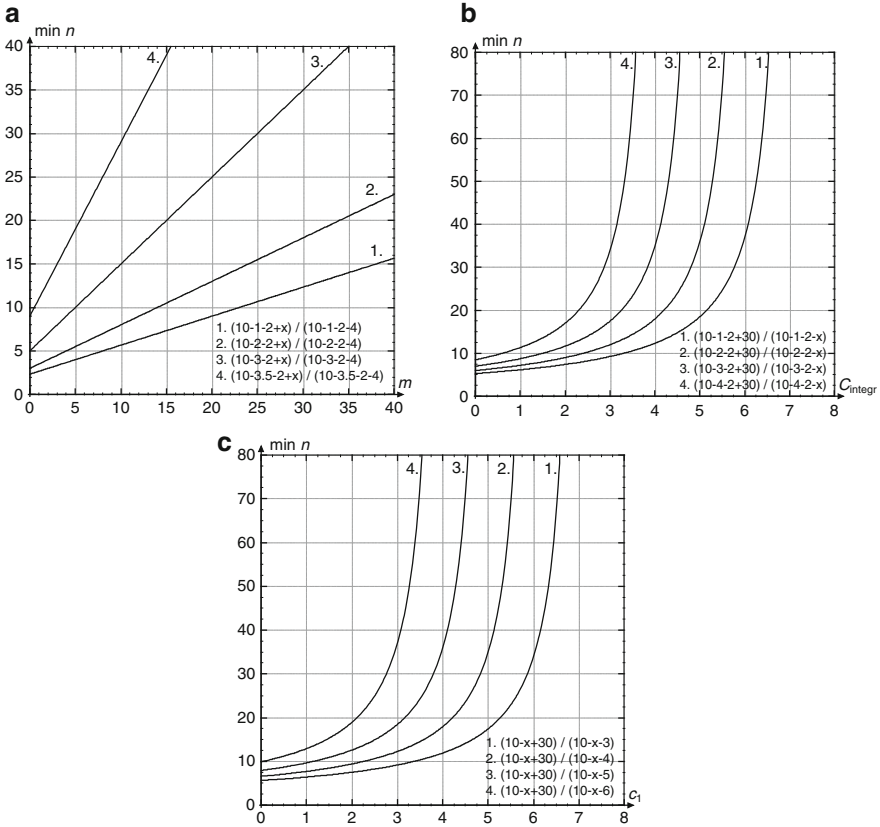 a
min n
40
35
30
25
20
15
10
5
0
4.
3.
2.
1.
1. (10-1-2+x) / (10-1-2-4)
2. (10-2-2+x) / (10-2-2-4)
3. (10-3-2+x) / (10-3-2-4)
4. (10-3.5-2+x) / (10-3.5-2-4)
m
0 5 10 15 20 25 30 35 40
b
min n
80
70
60
50
40
30
20
10
0
4. 3. 2. 1.
1. (10-1-2+30) / (10-1-2-x)
2. (10-2-2+30) / (10-2-2-x)
3. (10-3-2+30) / (10-3-2-x)
4. (10-4-2+30) / (10-4-2-x)
Cintegr
0 1 2 3 4 5 6 7 8
c
min n
80
70
60
50
40
30
20
10
0
4. 3. 2. 1.
1. (10-x+30) / (10-x-3)
2. (10-x+30) / (10-x-4)
3. (10-x+30) / (10-x-5)
4. (10-x+30) / (10-x-6)
c1
0 1 2 3 4 5 6 7 8